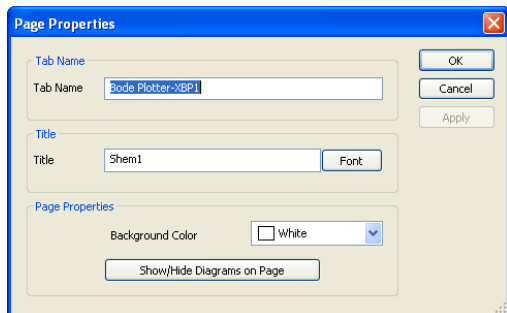 Page Properties
Tab Name
Tab Name Bode Plotter-XBP1
Title
Title Shem1 Font
Page Properties
Background Color White
Show/Hide Diagrams on Page
OK
Cancel
Apply